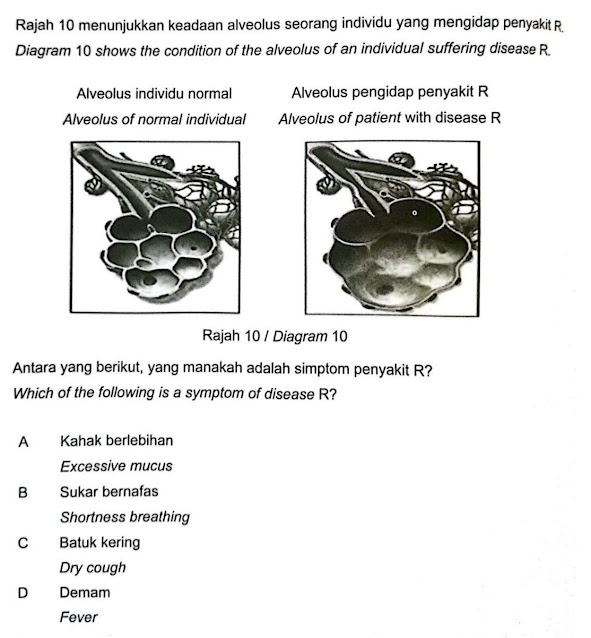 Rajah 10 menunjukkan keadaan alveolus seorang individu yang mengidap penyakit R.
Diagram 10 shows the condition of the alveolus of an individual suffering disease R.
Alveolus individu normal
Alveolus of normal individual
Alveolus pengidap penyakit R
Alveolus of patient with disease R
Rajah 10 / Diagram 10
Antara yang berikut, yang manakah adalah simptom penyakit R?
Which of the following is a symptom of disease R?
A Kahak berlebihan
Excessive mucus
B Sukar bernafas
Shortness breathing
C Batuk kering
Dry cough
D Demam
Fever